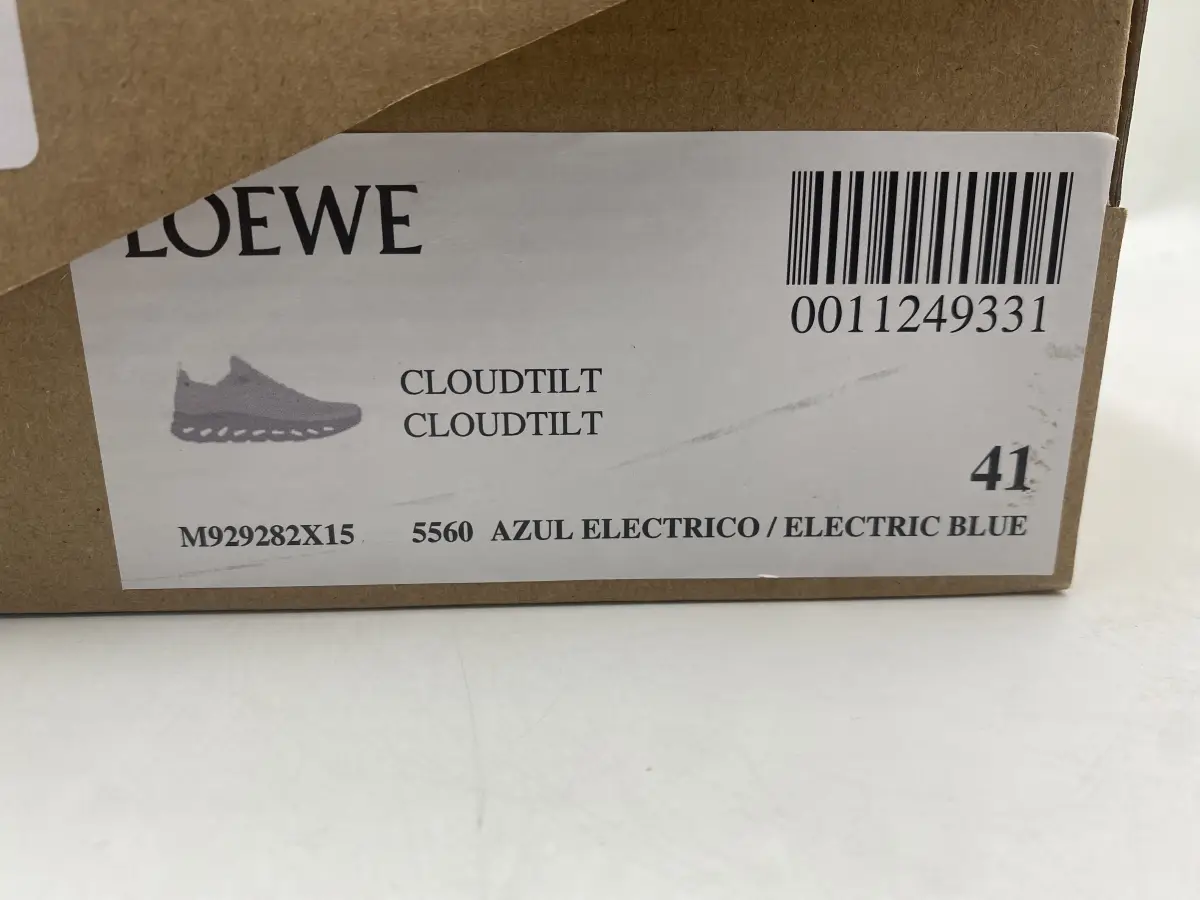 LOEWE
0011249331
CLOUDTILT
CLOUDTILT
41
M929282X15 5560 AZUL ELECTRICO / ELECTRIC BLUE